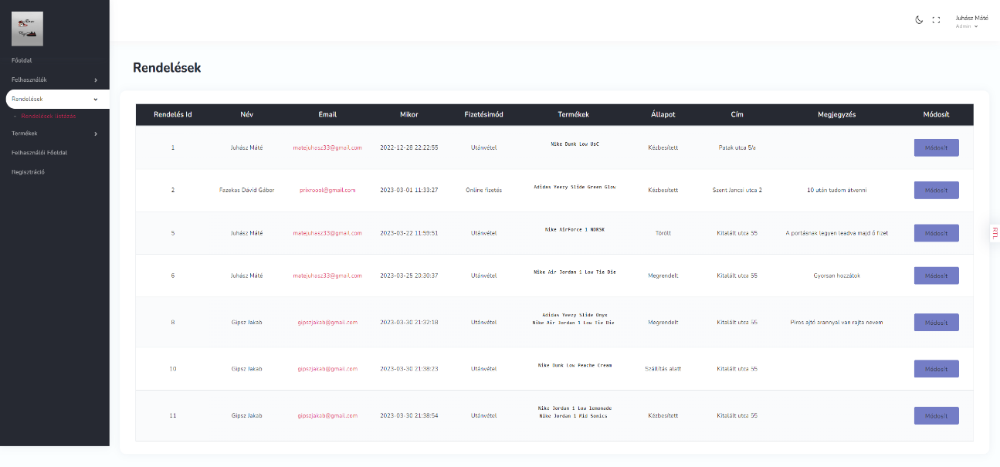 Juhász Máté
Admin
Főoldal
Felhasználók
Rendelések
Rendelések listázás
Termékek
Felhasználói Főoldal
Regisztráció
Rendelések
Rendelés Id Név Email Mikor Fizetésimód Termékek Állapot Cím Megjegyzés Módosít
1 Juhász Máté matejuhasz33@gmail.com 2022-12-28 22:22:55 Utánvétel Nike Dunk Low UsC Kézbesített Patak utca 5/a Módosít
2 Fazekas Dávid Gábor prixroool@gmail.com 2023-03-01 11:33:27 Online fizetés Adidas Yeezy Slide Green Glow Kézbesített Szent Jancsi utca 2 10 után tudom átvenni Módosít
5 Juhász Máté matejuhasz33@gmail.com 2023-03-22 11:59:51 Utánvétel Nike AirForce 1 NDRSK Törölt Kitalált utca 55 A portásnak legyen leadva majd ő fizet Módosít
6 Juhász Máté matejuhasz33@gmail.com 2023-03-25 20:30:37 Utánvétel Nike Air Jordan 1 Low Tie Die Megrendelt Kitalált utca 55 Gyorsan hozzátok Módosít
8 Gipsz Jakab gipszjakab@gmail.com 2023-03-30 21:32:18 Utánvétel Adidas Yeezy Slide Onyx
Nike Air Jordan 1 Low Tie Die Megrendelt Kitalált utca 55 Piros ajtó arannyal van rajta nevem Módosít
10 Gipsz Jakab gipszjakab@gmail.com 2023-03-30 21:38:23 Utánvétel Nike Dunk Low Peache Cream Szállítás alatt Kitalált utca 55 Módosít
11 Gipsz Jakab gipszjakab@gmail.com 2023-03-30 21:38:54 Utánvétel Nike Jordan 1 Low lemonade
Nike Jordan 1 Mid Sonics Kézbesített Kitalált utca 55 Módosít
RTL